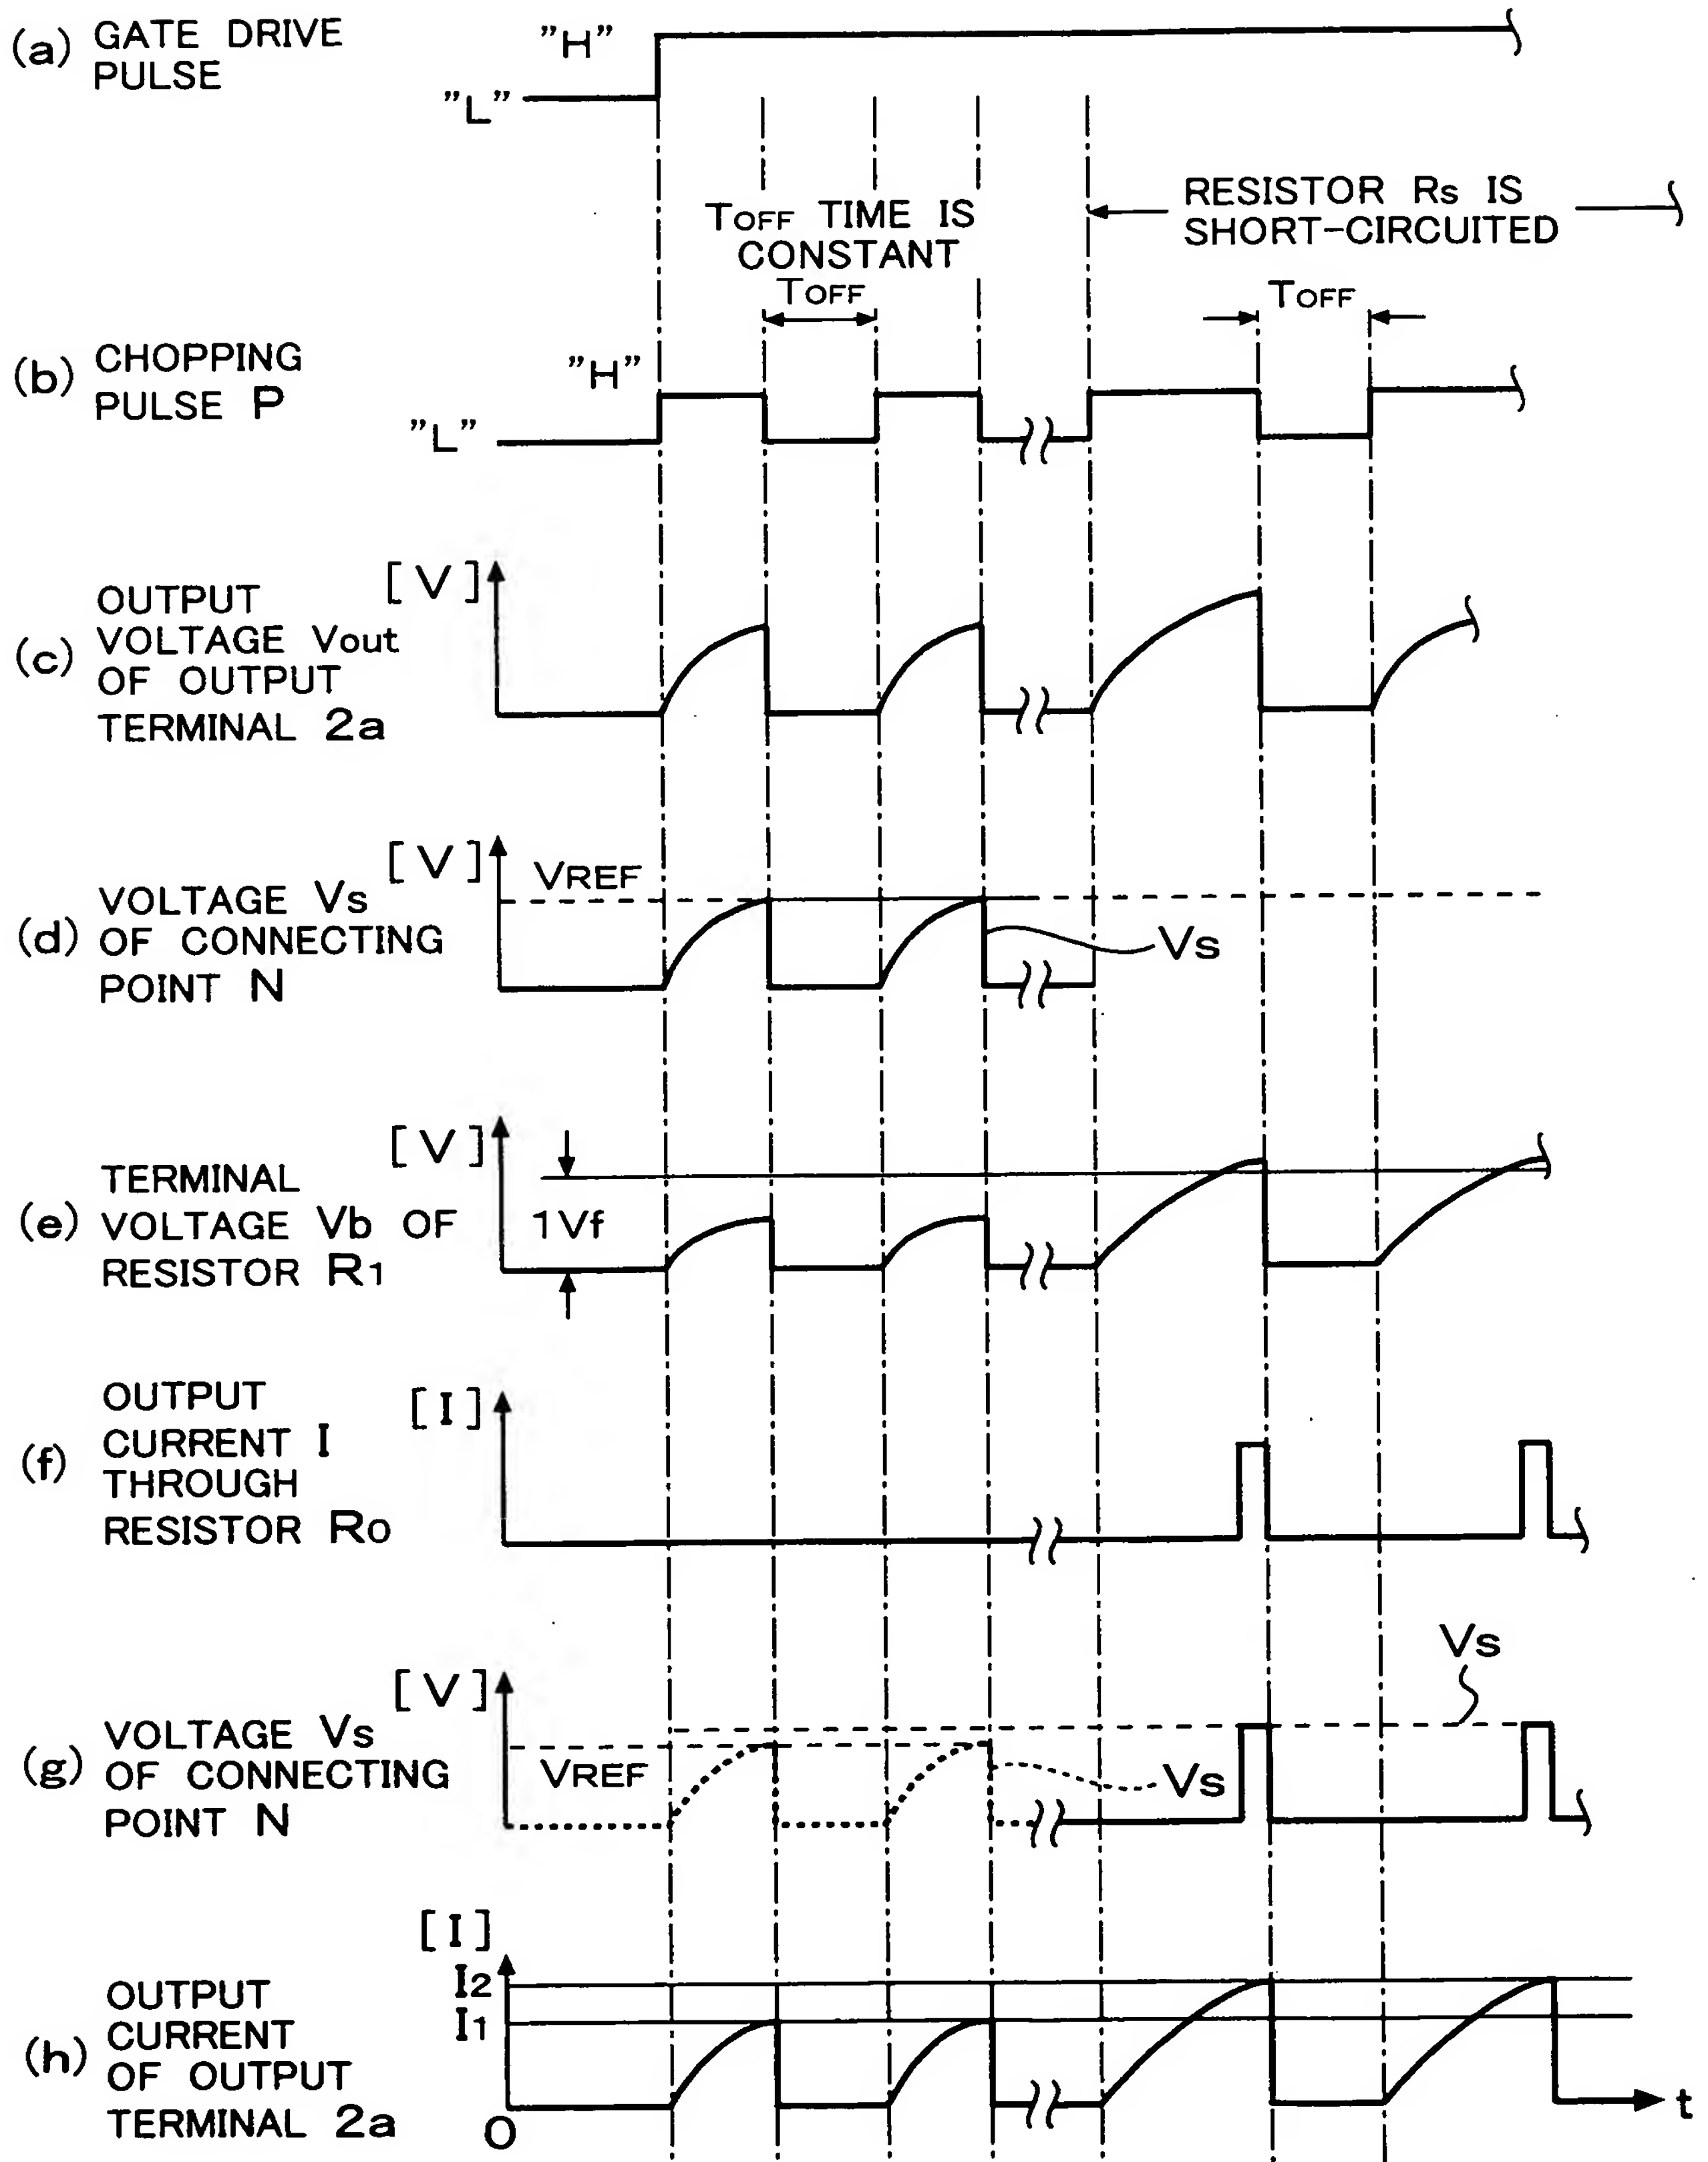 (a) GATE DRIVE
PULSE
"H"
"L"
TOFF TIME IS
CONSTANT
TOFF
RESISTOR Rs IS
SHORT-CIRCUITED
TOFF
(b) CHOPPING
PULSE P
"H"
"L"
(c) OUTPUT
VOLTAGE Vout
OF OUTPUT
TERMINAL 2a
[V]
(d) VOLTAGE Vs
OF CONNECTING
POINT N
[V]
VREF
Vs
(e) TERMINAL
VOLTAGE Vb OF
RESISTOR R1
[V]
1Vf
(f) OUTPUT
CURRENT I
THROUGH
RESISTOR Ro
[I]
(g) VOLTAGE Vs
OF CONNECTING
POINT N
[V]
VREF
Vs
Vs
(h) OUTPUT
CURRENT
OF OUTPUT
TERMINAL 2a
[I]
I2
I1
O
t